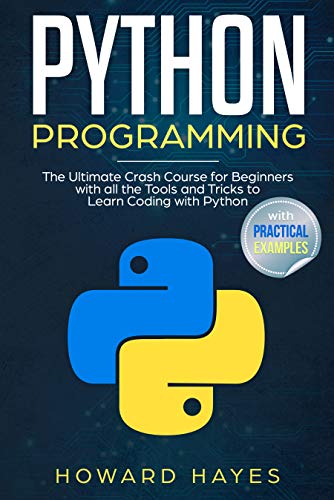 PYTHON
PROGRAMMING
The Ultimate Crash Course for Beginners
with all the Tools and Tricks to
Learn Coding with Python
with
PRACTICAL
EXAMPLES
HOWARD HAYES